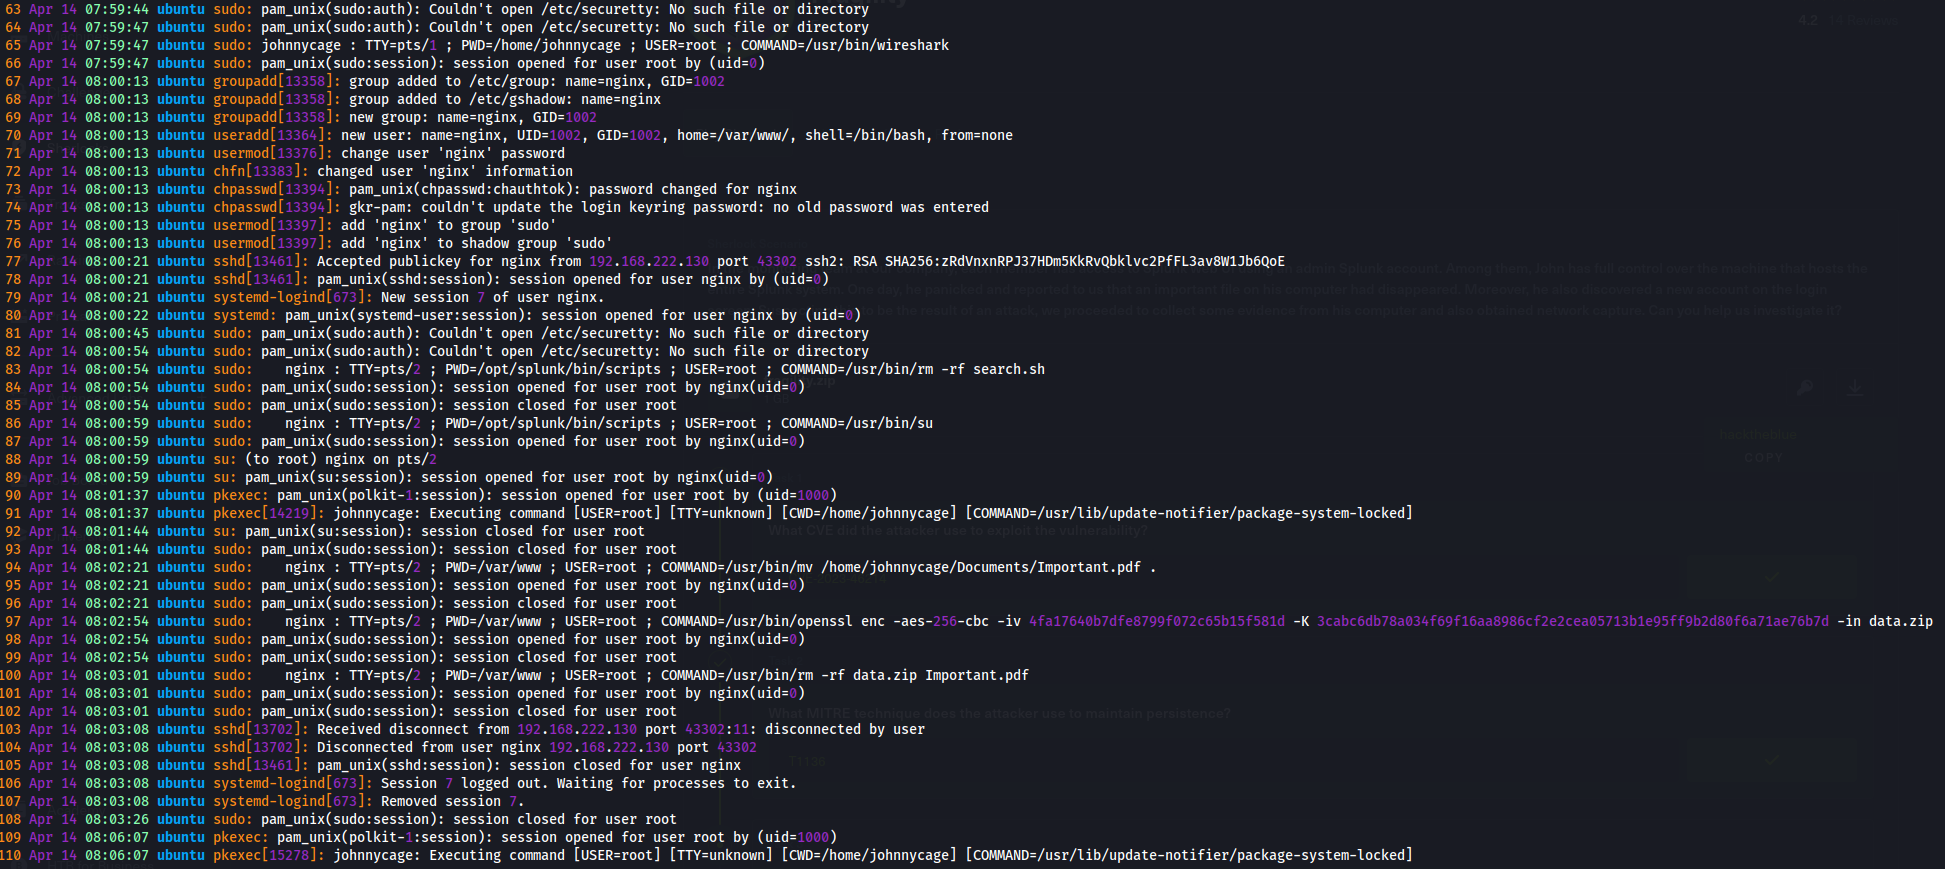 63 Apr 14 07:59:44 ubuntu sudo: pam_unix(sudo:auth): Couldn't open /etc/securetty: No such file or directory
64 Apr 14 07:59:47 ubuntu sudo: pam_unix(sudo:auth): Couldn't open /etc/securetty: No such file or directory
65 Apr 14 07:59:47 ubuntu sudo: johnnycage : TTY=pts/1 ; PWD=/home/johnnycage ; USER=root ; COMMAND=/usr/bin/wireshark
66 Apr 14 07:59:47 ubuntu sudo: pam_unix(sudo:session): session opened for user root by (uid=0)
67 Apr 14 08:00:13 ubuntu groupadd[13358]: group added to /etc/group: name=nginx, GID=1002
68 Apr 14 08:00:13 ubuntu groupadd[13358]: group added to /etc/gshadow: name=nginx
69 Apr 14 08:00:13 ubuntu groupadd[13358]: new group: name=nginx, GID=1002
70 Apr 14 08:00:13 ubuntu useradd[13364]: new user: name=nginx, UID=1002, GID=1002, home=/var/www/, shell=/bin/bash, from=none
71 Apr 14 08:00:13 ubuntu usermod[13376]: change user 'nginx' password
72 Apr 14 08:00:13 ubuntu chfn[13383]: changed user 'nginx' information
73 Apr 14 08:00:13 ubuntu chpasswd[13394]: pam_unix(chpasswd:chauthtok): password changed for nginx
74 Apr 14 08:00:13 ubuntu chpasswd[13394]: gkr-pam: couldn't update the login keyring password: no old password was entered
75 Apr 14 08:00:13 ubuntu usermod[13397]: add 'nginx' to group 'sudo'
76 Apr 14 08:00:13 ubuntu usermod[13397]: add 'nginx' to shadow group 'sudo'
77 Apr 14 08:00:21 ubuntu sshd[13461]: Accepted publickey for nginx from 192.168.222.130 port 43302 ssh2: RSA SHA256:zRdVnxnRPJ37HDm5KkRvQbklvc2PfFL3av8W1Jb6QoE
78 Apr 14 08:00:21 ubuntu sshd[13461]: pam_unix(sshd:session): session opened for user nginx by (uid=0)
79 Apr 14 08:00:21 ubuntu systemd-logind[673]: New session 7 of user nginx.
80 Apr 14 08:00:22 ubuntu systemd: pam_unix(systemd-user:session): session opened for user nginx by (uid=0)
81 Apr 14 08:00:45 ubuntu sudo: pam_unix(sudo:auth): Couldn't open /etc/securetty: No such file or directory
82 Apr 14 08:00:54 ubuntu sudo: pam_unix(sudo:auth): Couldn't open /etc/securetty: No such file or directory
83 Apr 14 08:00:54 ubuntu sudo:    nginx : TTY=pts/2 ; PWD=/opt/splunk/bin/scripts ; USER=root ; COMMAND=/usr/bin/rm -rf search.sh
84 Apr 14 08:00:54 ubuntu sudo: pam_unix(sudo:session): session opened for user root by nginx(uid=0)
85 Apr 14 08:00:54 ubuntu sudo: pam_unix(sudo:session): session closed for user root
86 Apr 14 08:00:59 ubuntu sudo:    nginx : TTY=pts/2 ; PWD=/opt/splunk/bin/scripts ; USER=root ; COMMAND=/usr/bin/su
87 Apr 14 08:00:59 ubuntu sudo: pam_unix(sudo:session): session opened for user root by nginx(uid=0)
88 Apr 14 08:00:59 ubuntu su: (to root) nginx on pts/2
89 Apr 14 08:00:59 ubuntu su: pam_unix(su:session): session opened for user root by nginx(uid=0)
90 Apr 14 08:01:37 ubuntu pkexec: pam_unix(polkit-1:session): session opened for user root by (uid=1000)
91 Apr 14 08:01:37 ubuntu pkexec[14219]: johnnycage: Executing command [USER=root] [TTY=unknown] [CWD=/home/johnnycage] [COMMAND=/usr/lib/update-notifier/package-system-locked]
92 Apr 14 08:01:44 ubuntu su: pam_unix(su:session): session closed for user root
93 Apr 14 08:01:44 ubuntu sudo: pam_unix(sudo:session): session closed for user root
94 Apr 14 08:02:21 ubuntu sudo:    nginx : TTY=pts/2 ; PWD=/var/www ; USER=root ; COMMAND=/usr/bin/mv /home/johnnycage/Documents/Important.pdf .
95 Apr 14 08:02:21 ubuntu sudo: pam_unix(sudo:session): session opened for user root by nginx(uid=0)
96 Apr 14 08:02:21 ubuntu sudo: pam_unix(sudo:session): session closed for user root
97 Apr 14 08:02:54 ubuntu sudo:    nginx : TTY=pts/2 ; PWD=/var/www ; USER=root ; COMMAND=/usr/bin/openssl enc -aes-256-cbc -iv 4fa17640b7dfe8799f072c65b15f581d -K 3cabc6db78a034f69f16aa8986cf2e2cea05713b1e95ff9b2d80f6a71ae76b7d -in data.zip
98 Apr 14 08:02:54 ubuntu sudo: pam_unix(sudo:session): session opened for user root by nginx(uid=0)
99 Apr 14 08:02:54 ubuntu sudo: pam_unix(sudo:session): session closed for user root
100 Apr 14 08:03:01 ubuntu sudo:    nginx : TTY=pts/2 ; PWD=/var/www ; USER=root ; COMMAND=/usr/bin/rm -rf data.zip Important.pdf
101 Apr 14 08:03:01 ubuntu sudo: pam_unix(sudo:session): session opened for user root by nginx(uid=0)
102 Apr 14 08:03:01 ubuntu sudo: pam_unix(sudo:session): session closed for user root
103 Apr 14 08:03:08 ubuntu sshd[13702]: Received disconnect from 192.168.222.130 port 43302:11: disconnected by user
104 Apr 14 08:03:08 ubuntu sshd[13702]: Disconnected from user nginx 192.168.222.130 port 43302
105 Apr 14 08:03:08 ubuntu sshd[13461]: pam_unix(sshd:session): session closed for user nginx
106 Apr 14 08:03:08 ubuntu systemd-logind[673]: Session 7 logged out. Waiting for processes to exit.
107 Apr 14 08:03:08 ubuntu systemd-logind[673]: Removed session 7.
108 Apr 14 08:03:26 ubuntu sudo: pam_unix(sudo:session): session closed for user root
109 Apr 14 08:06:07 ubuntu pkexec: pam_unix(polkit-1:session): session opened for user root by (uid=1000)
110 Apr 14 08:06:07 ubuntu pkexec[15278]: johnnycage: Executing command [USER=root] [TTY=unknown] [CWD=/home/johnnycage] [COMMAND=/usr/lib/update-notifier/package-system-locked]